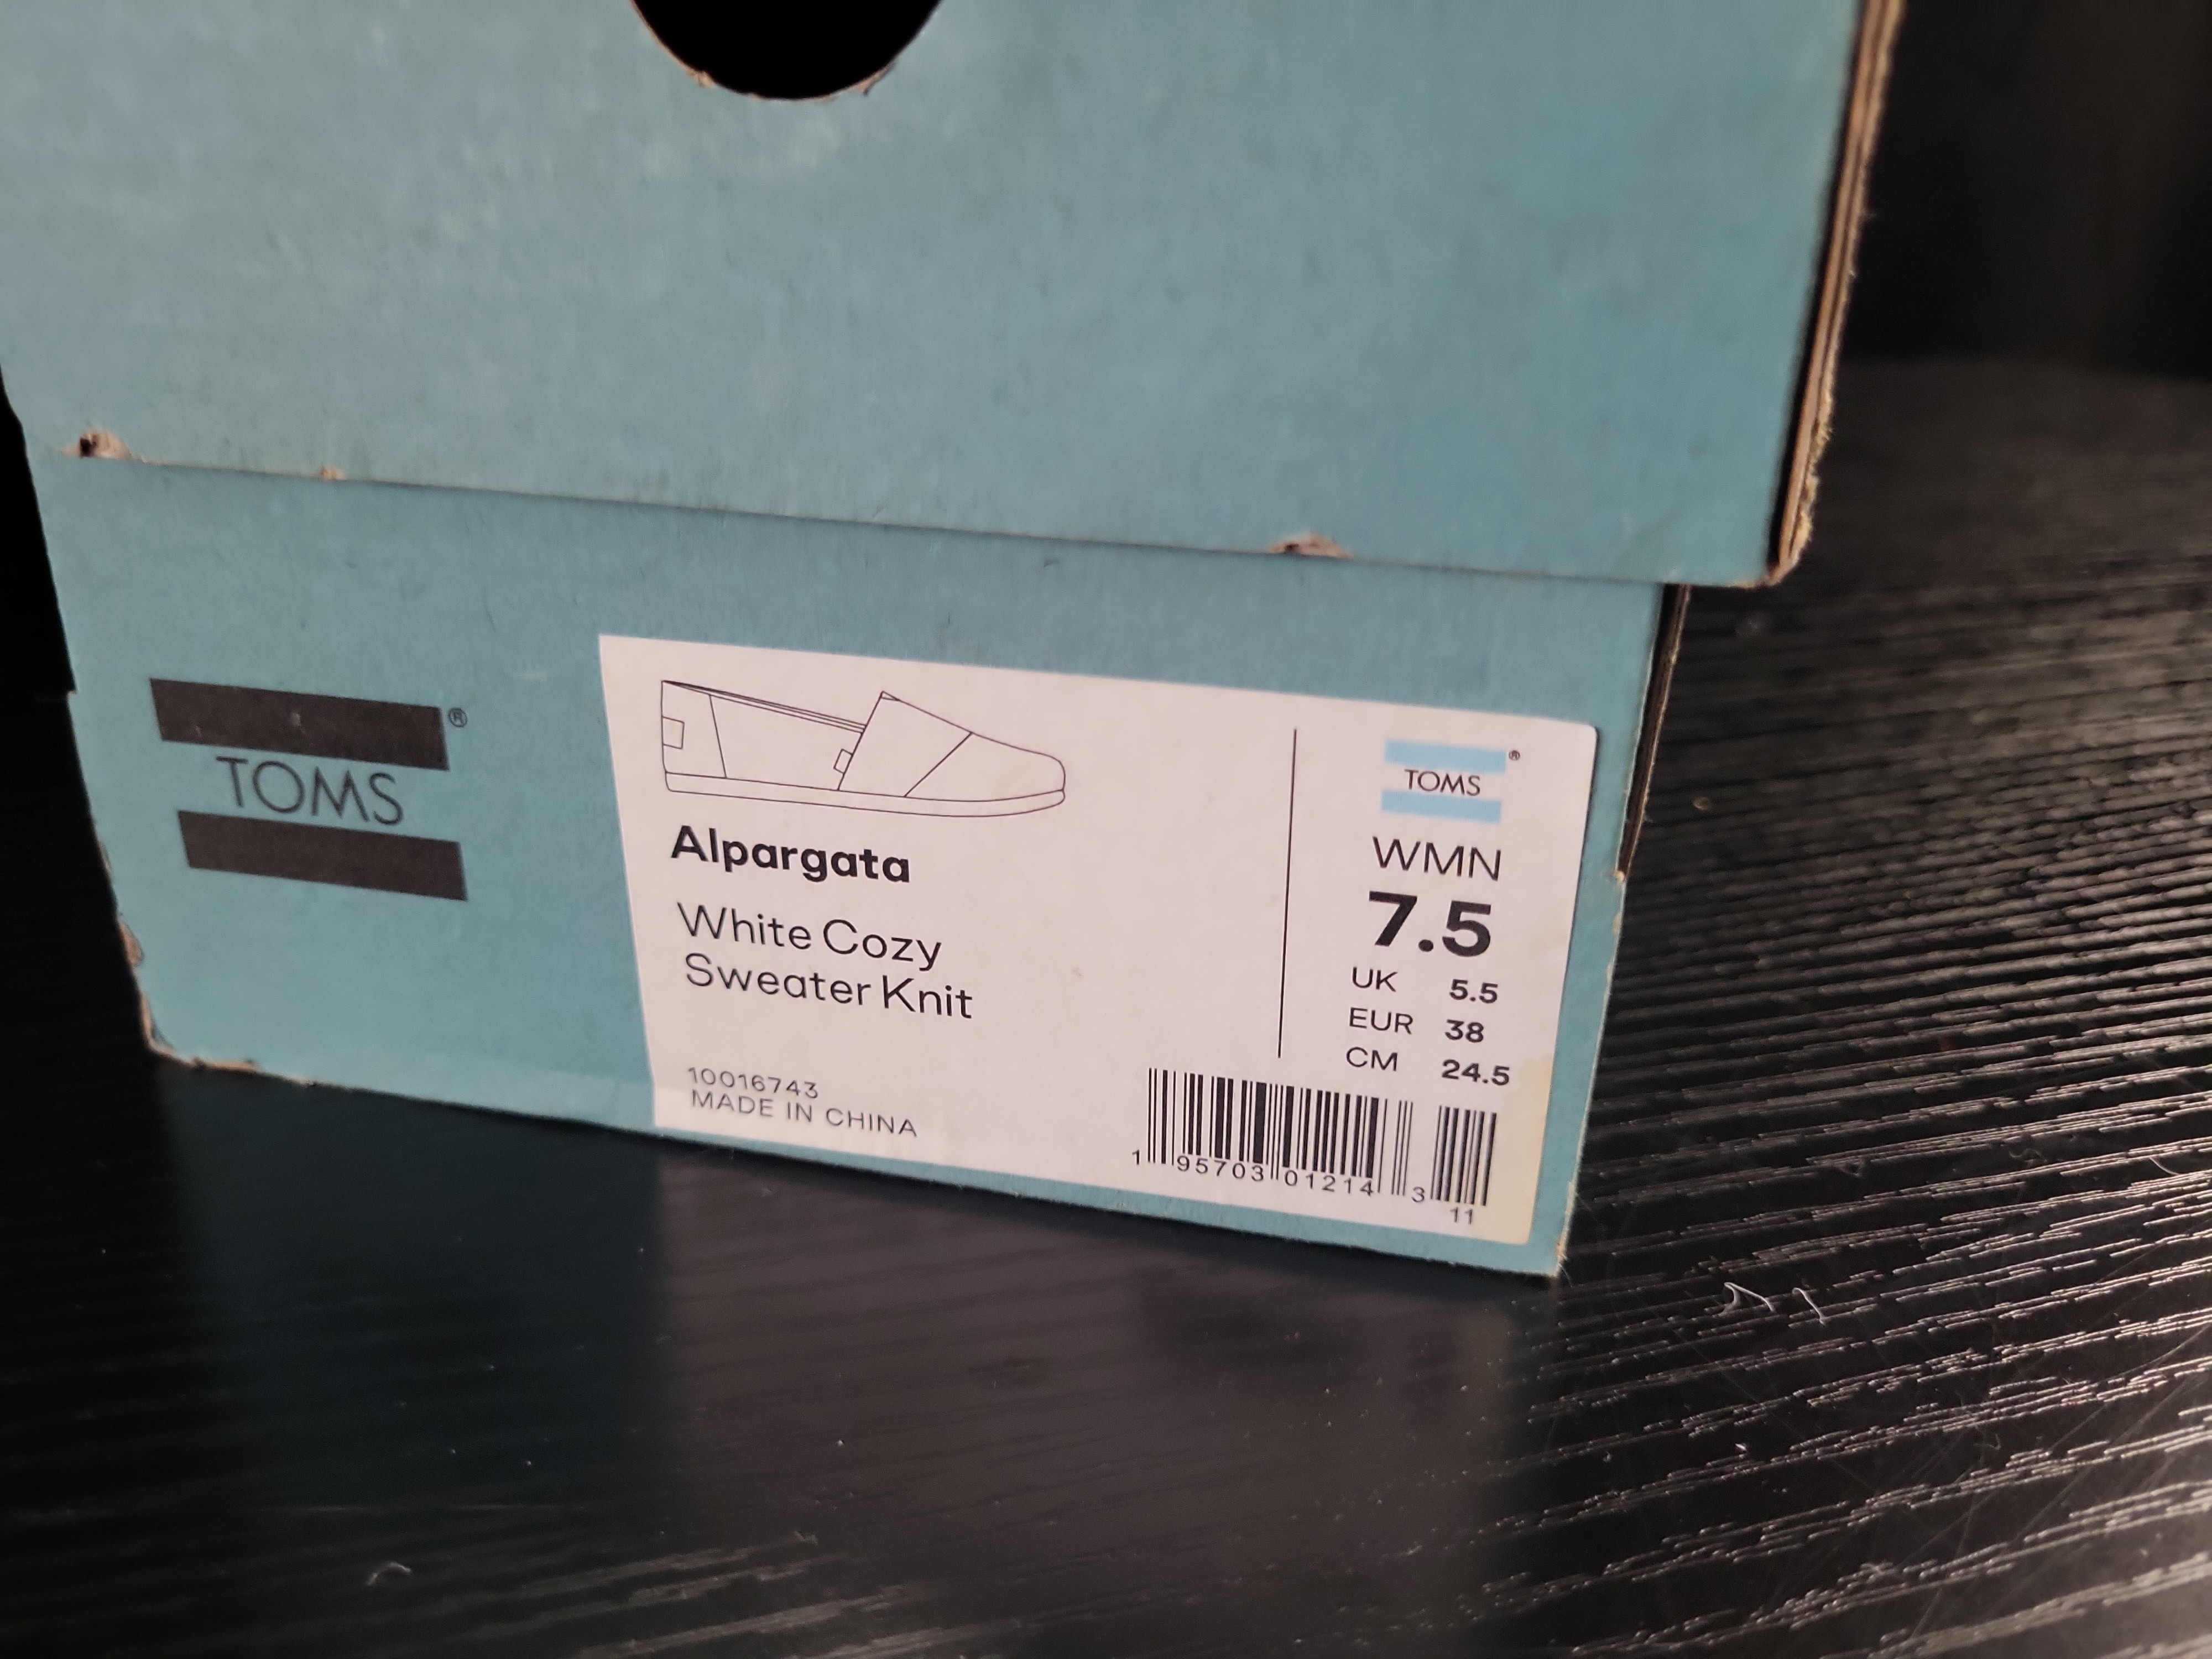 TOMS®
Alpargata
White Cozy
Sweater Knit
10016743
MADE IN CHINA
TOMS®
WMN
7.5
UK 5.5
EUR 38
CM 24.5
1 95703 01214 3
11